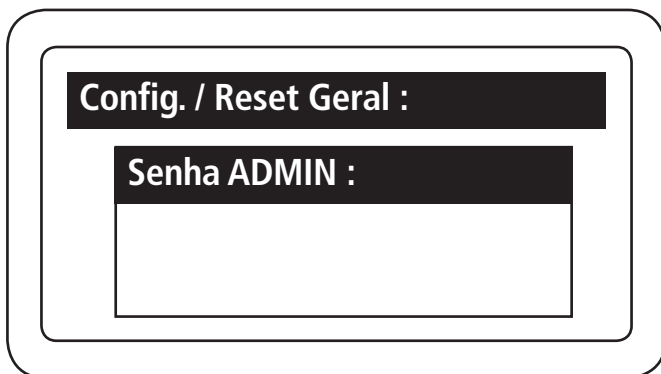 Config. / Reset Geral :
Senha ADMIN :